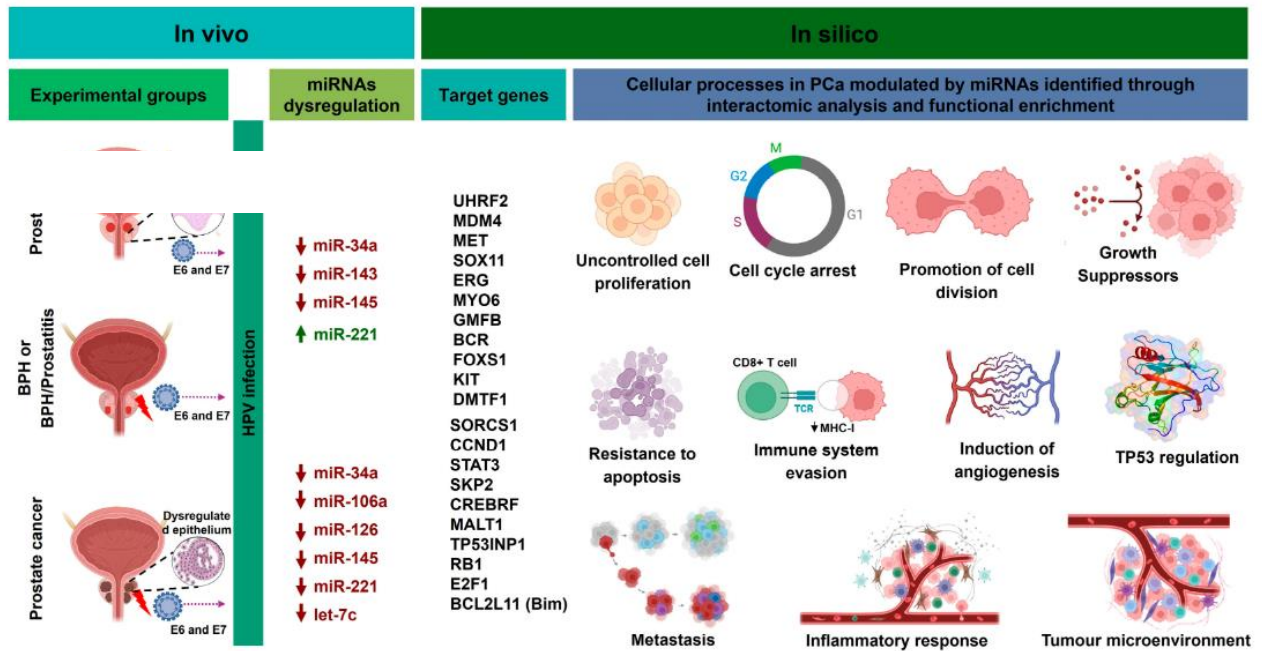 In vivo
In silico
Experimental groups
miRNAs
dysregulation
Target genes
Cellular processes in PCa modulated by miRNAs identified through
interactomic analysis and functional enrichment
HPV infection
E6 and E7
BPH or
BPH/Prostatitis
E6 and E7
Prostate cancer
Dysregulate
d epithelium
E6 and E7
miR-34a
miR-143
miR-145
miR-221
miR-34a
miR-106a
miR-126
miR-145
miR-221
let-7c
UHRF2
MDM4
MET
SOX11
ERG
MYO6
GMFB
BCR
FOXS1
KIT
DMTF1
SORCS1
CCND1
STAT3
SKP2
CREBRF
MALT1
TP53INP1
RB1
E2F1
BCL2L11 (Bim)
Uncontrolled cell
proliferation
M
G2
S
G1
Cell cycle arrest
Promotion of cell
division
Growth
Suppressors
Resistance to
apoptosis
CD8+ T cell
TCR
MHC-I
Immune system
evasion
Induction of
angiogenesis
TP53 regulation
Metastasis
Inflammatory response
Tumour microenvironment